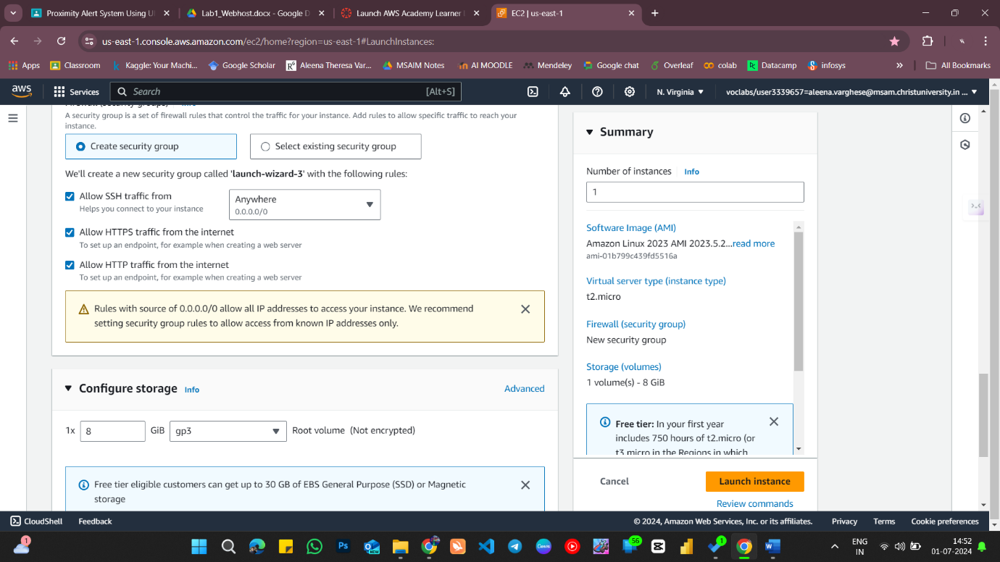 Proximity Alert System Using U
Lab1_Webhost.docx - Google D
Launch AWS Academy Learner
EC2 | us-east-1
us-east-1.console.aws.amazon.com/ec2/home?region=us-east-1#LaunchInstances:
Apps
Classroom
Kaggle: Your Machi...
Google Scholar
Aleena Theresa Var...
MSAIM Notes
AI MOODLE
Mendeley
Google chat
Overleaf
colab
Datacamp
infosys
All Bookmarks
aws
Services
Search
[Alt+S]
N. Virginia
voclabs/user3339657=aleena.varghese@msam.christuniversity.in ...
A security group is a set of firewall rules that control the traffic for your instance. Add rules to allow specific traffic to reach your
instance.
Create security group
Select existing security group
We'll create a new security group called 'launch-wizard-3' with the following rules:
Allow SSH traffic from
Helps you connect to your instance
Anywhere
0.0.0.0/0
Allow HTTPS traffic from the internet
To set up an endpoint, for example when creating a web server
Allow HTTP traffic from the internet
To set up an endpoint, for example when creating a web server
Rules with source of 0.0.0.0/0 allow all IP addresses to access your instance. We recommend
setting security group rules to allow access from known IP addresses only.
Configure storage
Info
Advanced
1x
8
GiB
gp3
Root volume (Not encrypted)
Free tier eligible customers can get up to 30 GB of EBS General Purpose (SSD) or Magnetic
storage
Summary
Number of instances
Info
1
Software Image (AMI)
Amazon Linux 2023 AMI 2023.5.2...read more
ami-01b799c439fd5516a
Virtual server type (instance type)
t2.micro
Firewall (security group)
New security group
Storage (volumes)
1 volume(s) - 8 GiB
Free tier: In your first year
includes 750 hours of t2.micro (or
t3.micro in the Regions in which
Cancel
Launch instance
Review commands
CloudShell
Feedback
© 2024, Amazon Web Services, Inc. or its affiliates.
Privacy
Terms
Cookie preferences
1
Ps
NEW
Canva
56
1
ENG
IN
14:52
01-07-2024